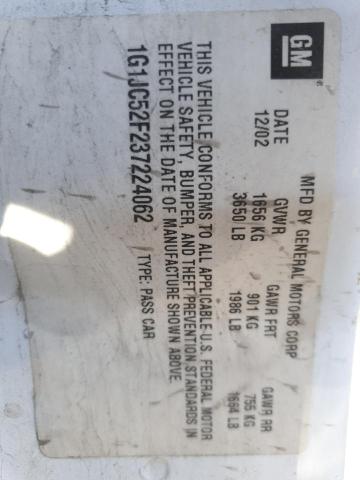 GM
MFD BY GENERAL MOTORS CORP
DATE GVWR GAWR FRT GAWR RR
12/02 1656 KG 901 KG 755 KG
3650 LB 1986 LB 1664 LB
THIS VEHICLE CONFORMS TO ALL APPLICABLE U.S. FEDERAL MOTOR
VEHICLE SAFETY, BUMPER, AND THEFT PREVENTION STANDARDS IN
EFFECT ON THE DATE OF MANUFACTURE SHOWN ABOVE.
1G1JC52F237224062 TYPE: PASS CAR